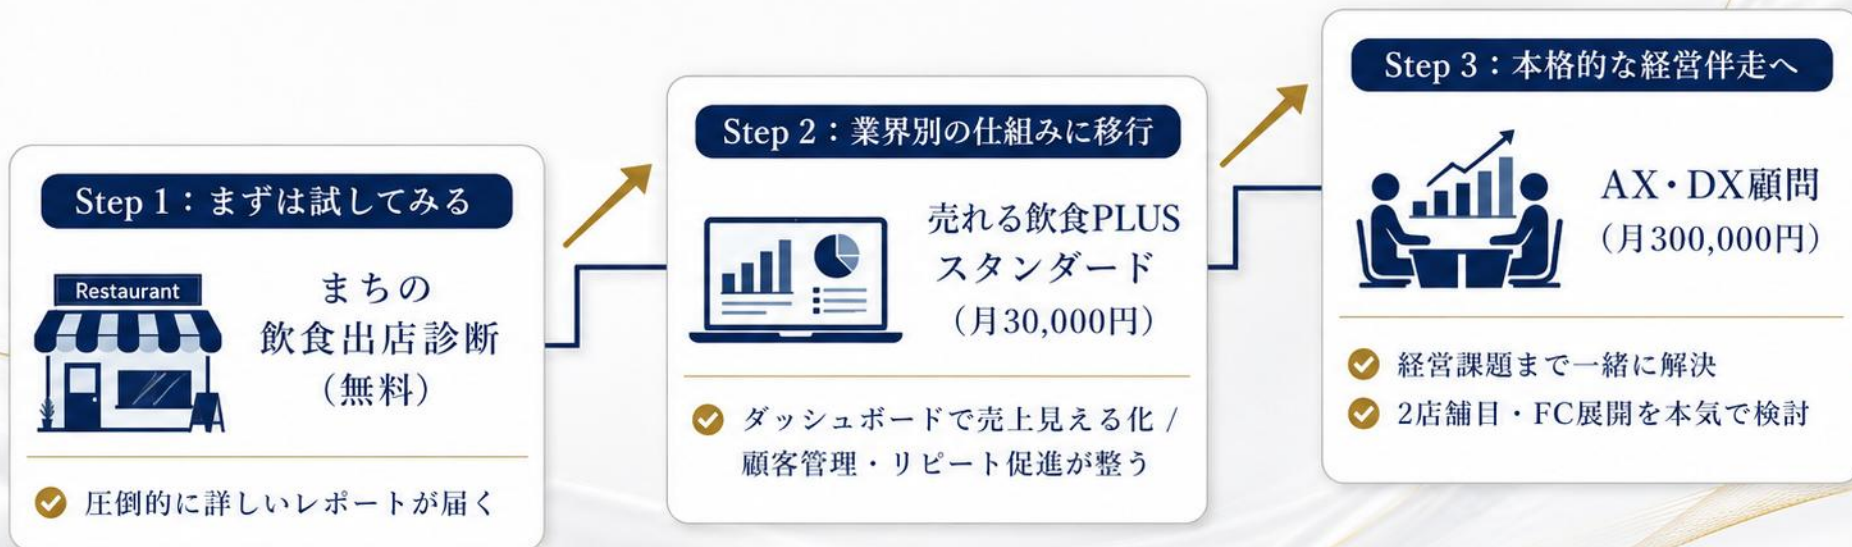 Step 1：まずは試してみる
Restaurant
まちの
飲食出店診断
（無料）
圧倒的に詳しいレポートが届く
Step 2：業界別の仕組みに移行
売れる飲食PLUS
スタンダード
（月30,000円）
ダッシュボードで売上見える化 /
顧客管理・リピート促進が整う
Step 3：本格的な経営伴走へ
AX・DX顧問
（月300,000円）
経営課題まで一緒に解決
2店舗目・FC展開を本気で検討